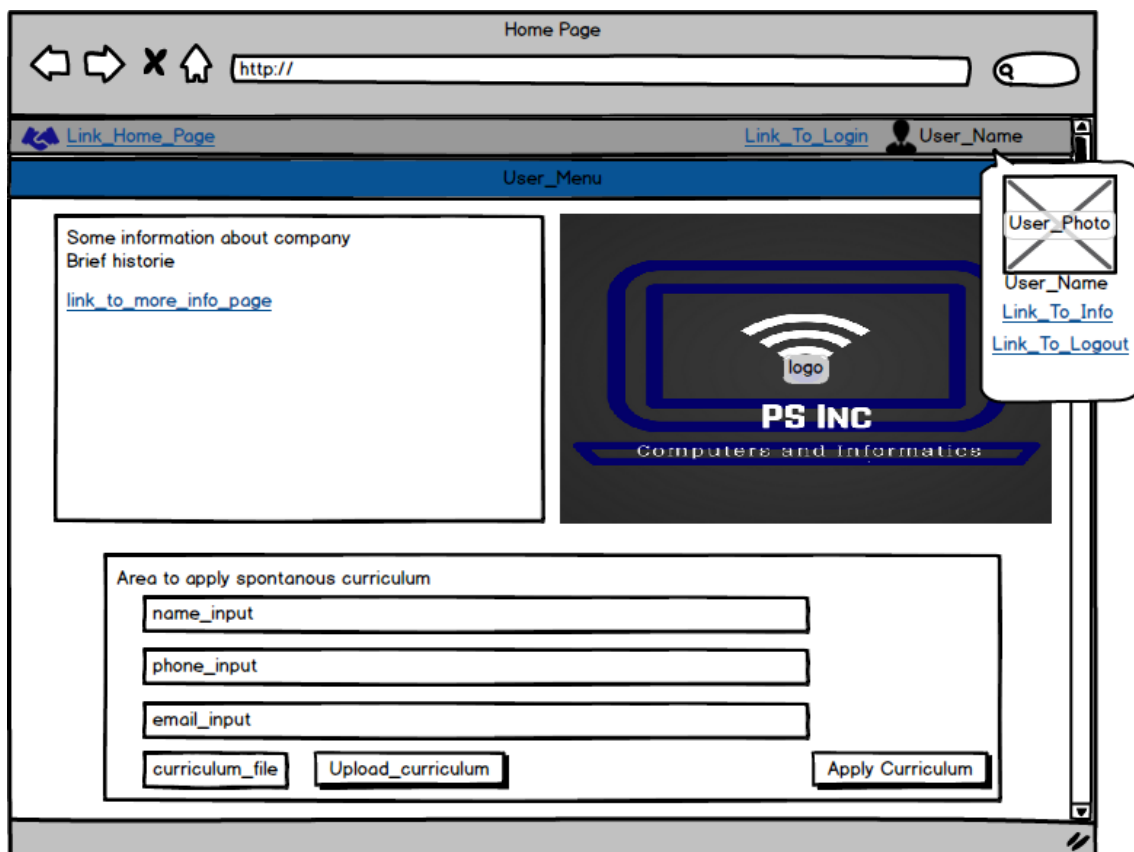 Home Page
http://
Link_Home_Page
Link_To_Login
User_Name
User_Menu
User_Photo
User_Name
Link_To_Info
Link_To_Logout
Some information about company
Brief historie
link_to_more_info_page
logo
PS INC
Computers and Informatics
Area to apply spontanous curriculum
name_input
phone_input
email_input
curriculum_file
Upload_curriculum
Apply Curriculum